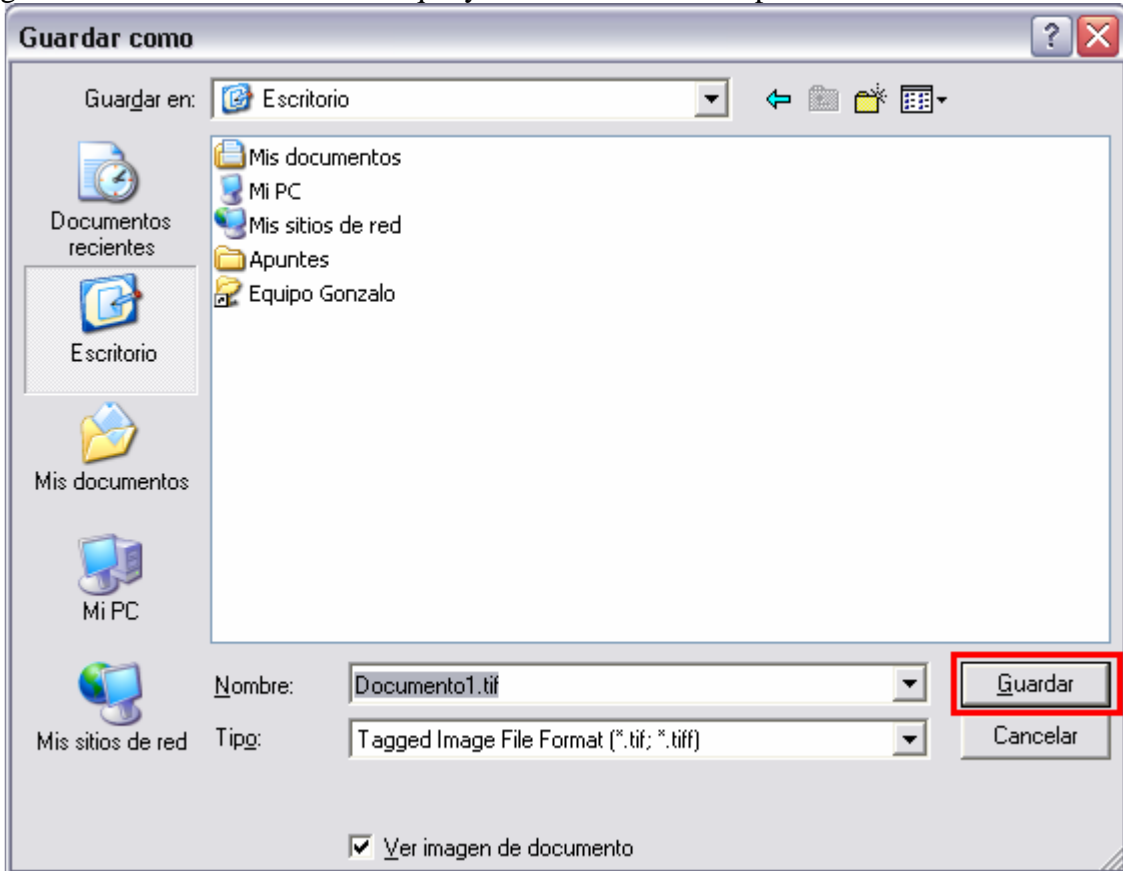 Guardar como
Guardar en: Escritorio
Mis documentos
Mi PC
Mis sitios de red
Apuntes
Equipo Gonzalo
Documentos
recientes
Escritorio
Mis documentos
Mi PC
Mis sitios de red
Nombre: Documento1.tif Guardar
Tipo: Tagged Image File Format (*.tif; *.tiff) Cancelar
Ver imagen de documento